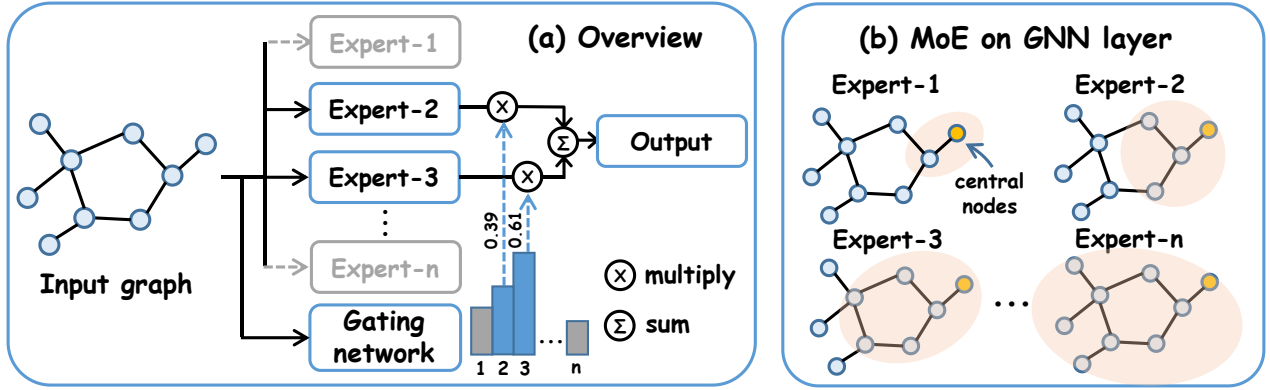 (a) Overview
Expert-1
Expert-2
x
Expert-3
x
Σ
Output
⋮
Expert-n
Input graph
Gating
network
0.39
0.61
1 2 3 ... n
x multiply
Σ sum
(b) MoE on GNN layer
Expert-1
Expert-2
central
nodes
Expert-3
...
Expert-n